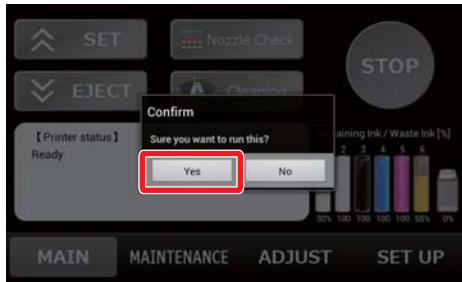 SET
Nozzle Check
STOP
EJECT
Cleaning
Confirm
【Printer status】
Ready
Sure you want to run this?
aining Ink / Waste Ink [%]
2 3 4 5 6
Yes
No
30% 100 100 100 100 55% 0%
MAIN MAINTENANCE ADJUST SET UP